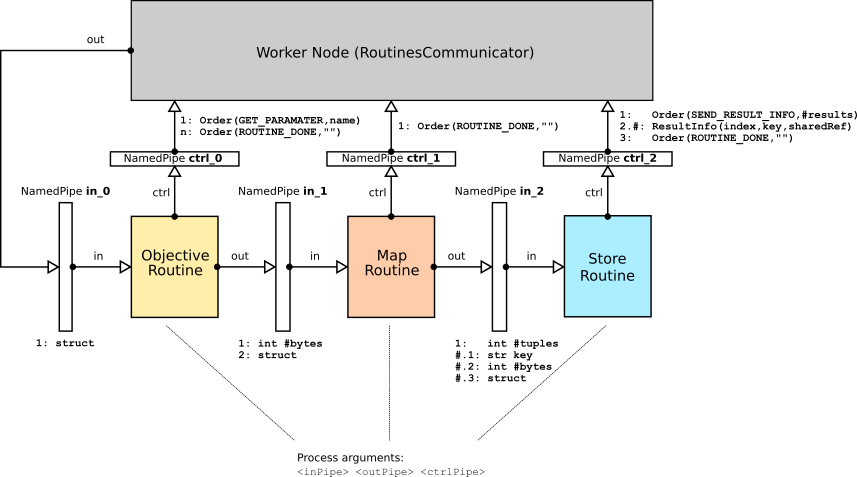 out
Worker Node (RoutinesCommunicator)
1: Order(GET_PARAMATER,name)
n: Order(ROUTINE_DONE,"")
1: Order(ROUTINE_DONE,"")
1: Order(SEND_RESULT_INFO,#results)
2.#: ResultInfo(index,key,sharedRef)
3: Order(ROUTINE_DONE,"")
NamedPipe ctrl_0
NamedPipe ctrl_1
NamedPipe ctrl_2
ctrl
ctrl
ctrl
NamedPipe in_0
NamedPipe in_1
NamedPipe in_2
in
Objective
Routine
out
in
Map
Routine
out
in
Store
Routine
1: struct
1: int #bytes
2: struct
1: int #tuples
#.1: str key
#.2: int #bytes
#.3: struct
Process arguments:
<inPipe> <outPipe> <ctrlPipe>